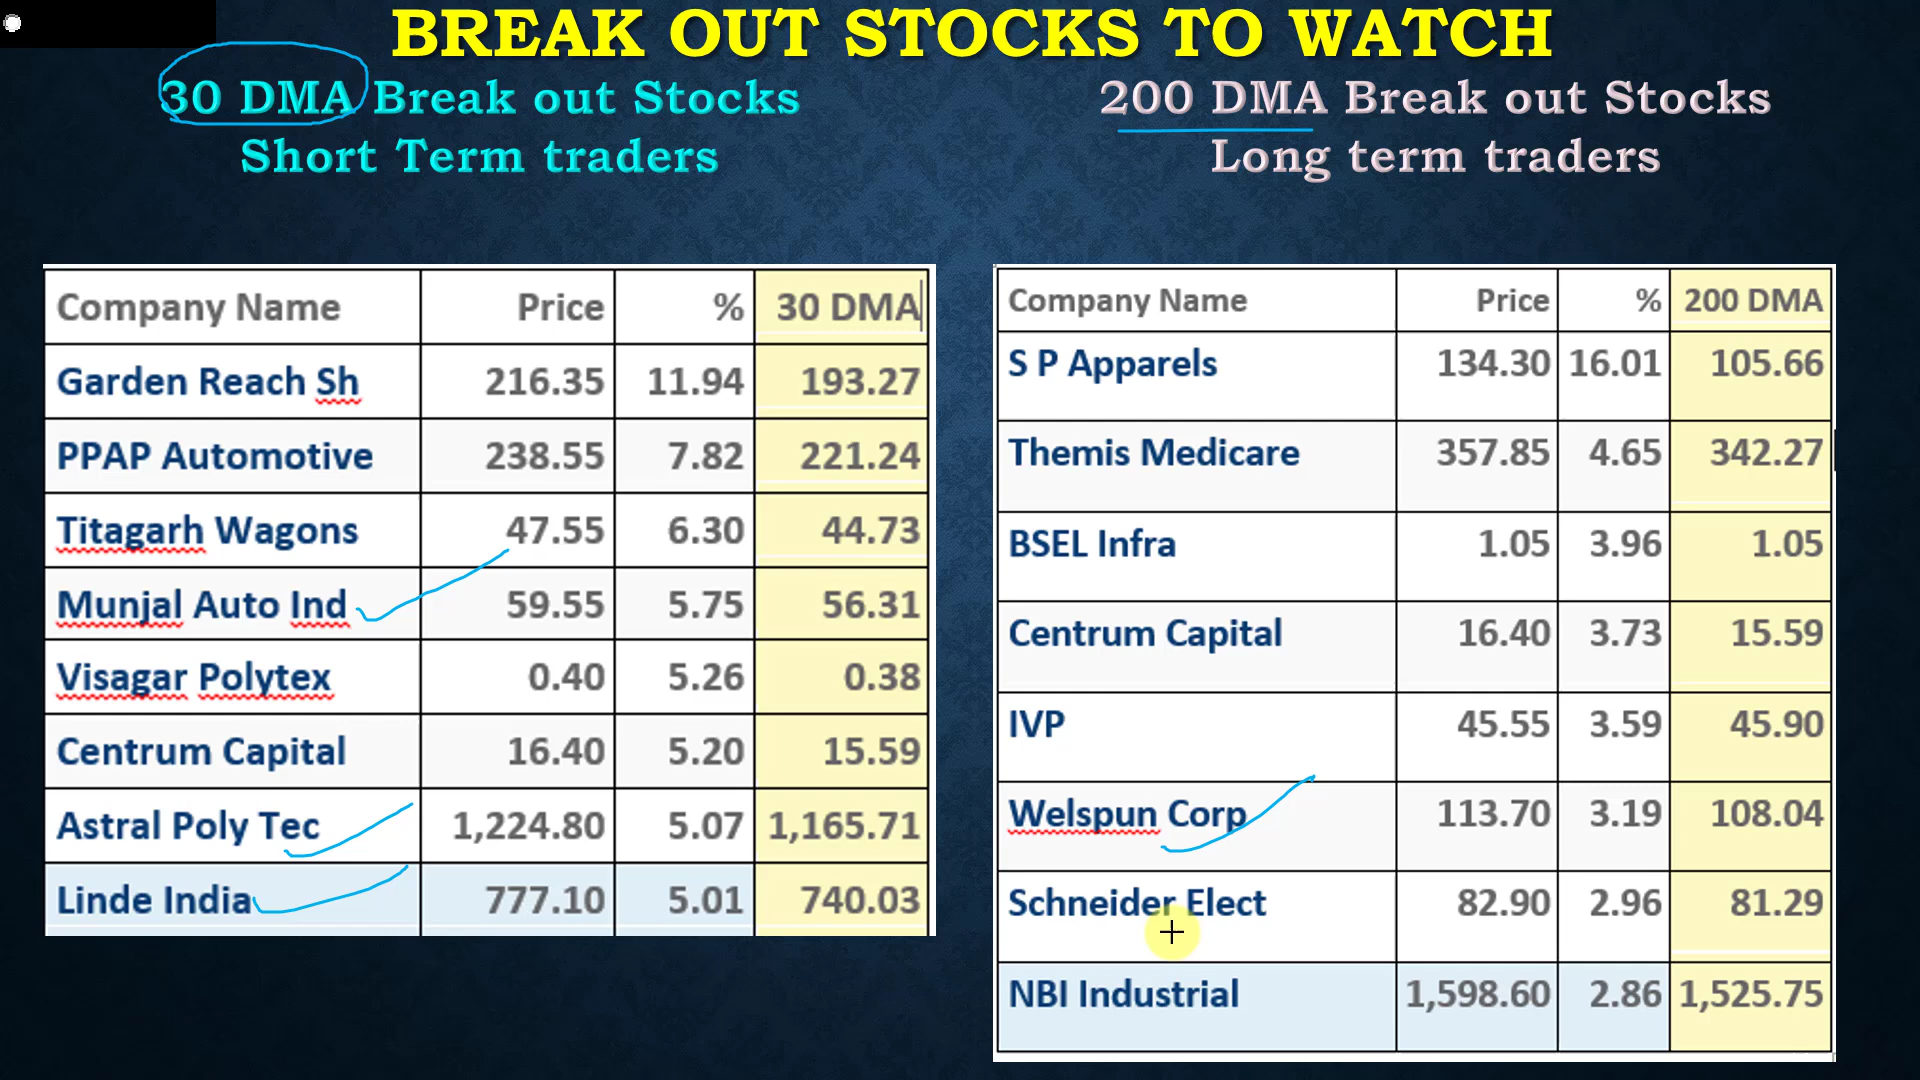 BREAK OUT STOCKS TO WATCH
30 DMA Break out Stocks
Short Term traders
200 DMA Break out Stocks
Long term traders
Company Name Price % 30 DMA
Garden Reach Sh 216.35 11.94 193.27
PPAP Automotive 238.55 7.82 221.24
Titagarh Wagons 47.55 6.30 44.73
Munjal Auto Ind 59.55 5.75 56.31
Visagar Polytex 0.40 5.26 0.38
Centrum Capital 16.40 5.20 15.59
Astral Poly Tec 1,224.80 5.07 1,165.71
Linde India 777.10 5.01 740.03
Company Name Price % 200 DMA
S P Apparels 134.30 16.01 105.66
Themis Medicare 357.85 4.65 342.27
BSEL Infra 1.05 3.96 1.05
Centrum Capital 16.40 3.73 15.59
IVP 45.55 3.59 45.90
Welspun Corp 113.70 3.19 108.04
Schneider Elect 82.90 2.96 81.29
NBI Industrial 1,598.60 2.86 1,525.75